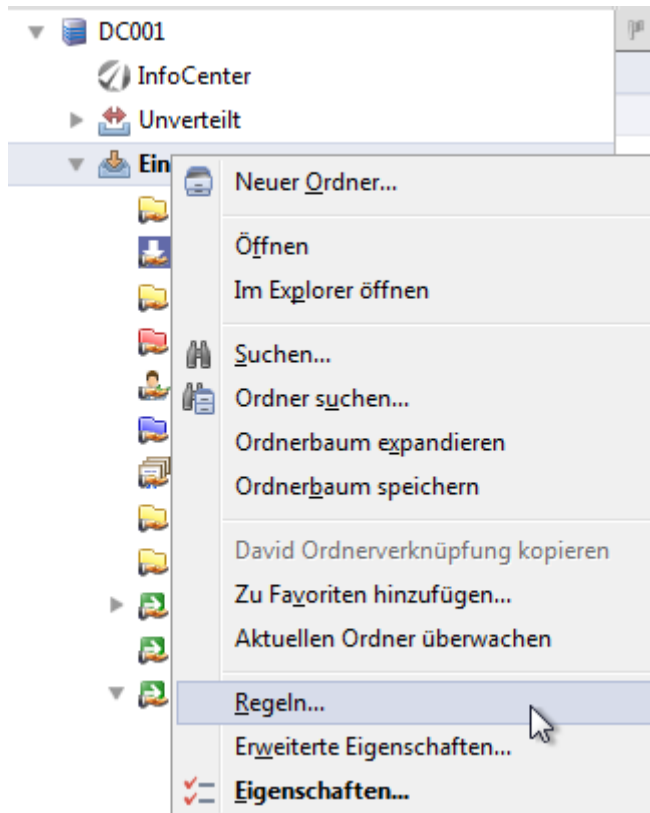 DC001
InfoCenter
Unverteilt
Ein
Neuer Ordner...
Öffnen
Im Explorer öffnen
Suchen...
Ordner suchen...
Ordnerbaum expandieren
Ordnerbaum speichern
David Ordnerverknüpfung kopieren
Zu Favoriten hinzufügen...
Aktuellen Ordner überwachen
Regeln...
Erweiterte Eigenschaften...
Eigenschaften...